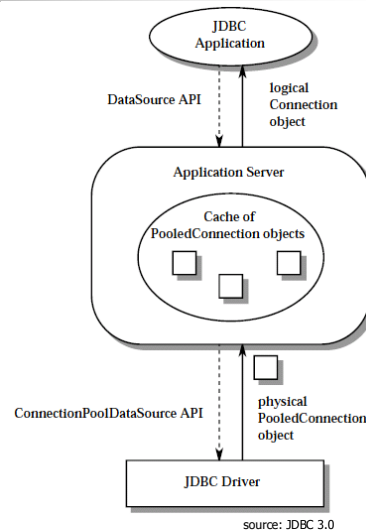 JDBC
Application
DataSource API
logical
Connection
object
Application Server
Cache of
PooledConnection objects
ConnectionPoolDataSource API
physical
PooledConnection
object
JDBC Driver
source: JDBC 3.0